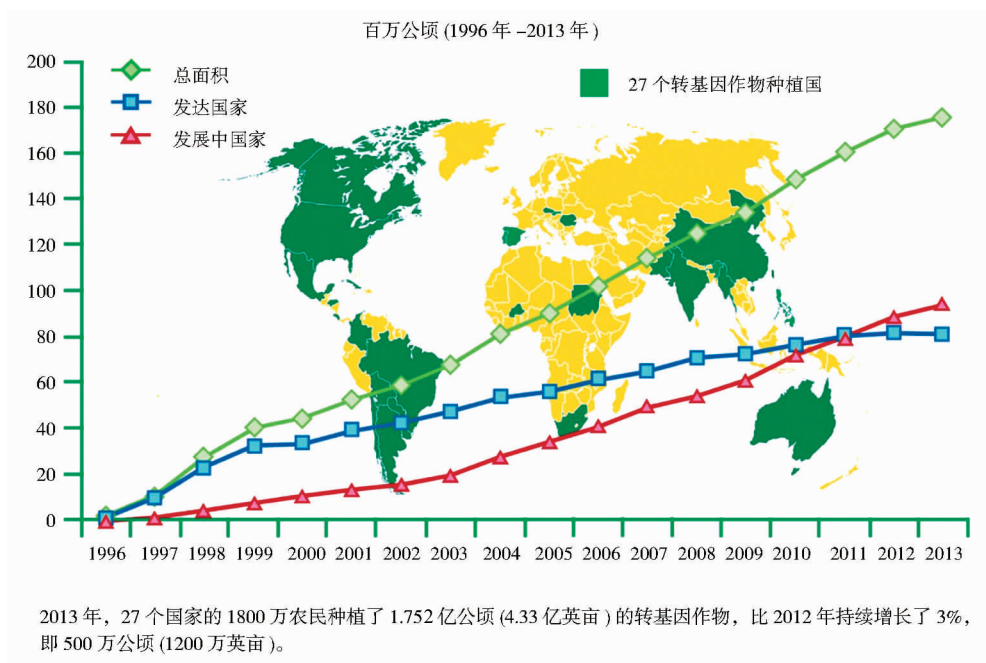 百万公顷 (1996 年 –2013 年 )
200
180
160
140
120
100
80
60
40
20
0
总面积
发达国家
发展中国家
27 个转基因作物种植国
1996 1997 1998 1999 2000 2001 2002 2003 2004 2005 2006 2007 2008 2009 2010 2011 2012 2013
2013 年，27 个国家的 1800 万农民种植了 1.752 亿公顷 (4.33 亿英亩 ) 的转基因作物，比 2012 年持续增长了 3%，
即 500 万公顷 (1200 万英亩 )。